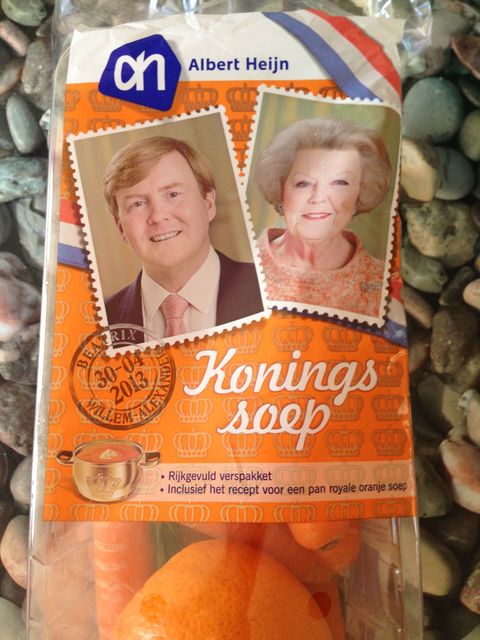 ah
Albert Heijn
BEATRIX
30-04
2013
WILLEM-ALEXANDER
Konings
soep
• Rijkgevuld verspakket
• Inclusief het recept voor een pan royale oranje soep